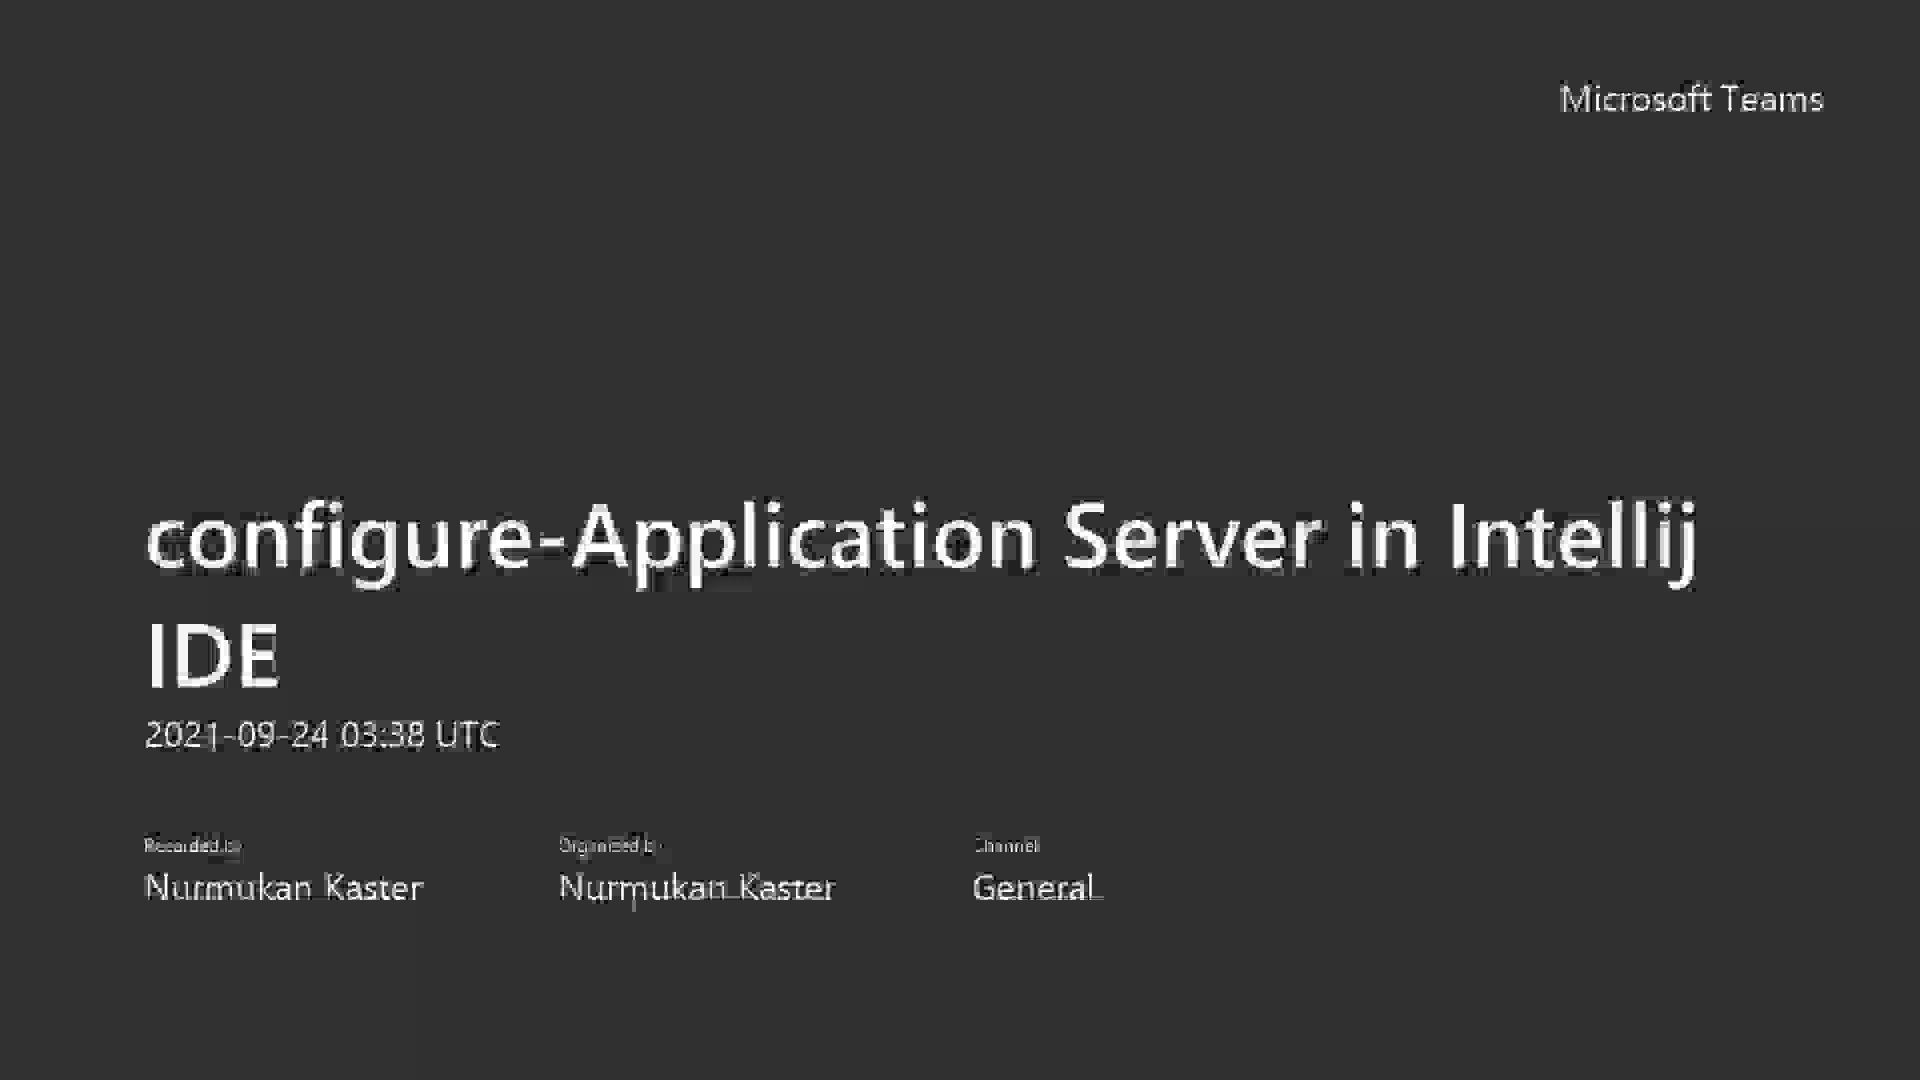 Microsoft Teams
configure-Application Server in Intellij
IDE
2021-09-24 03:38 UTC
Recorded by Organized by Channel
Nurmukan Kaster Nurmukan Kaster General